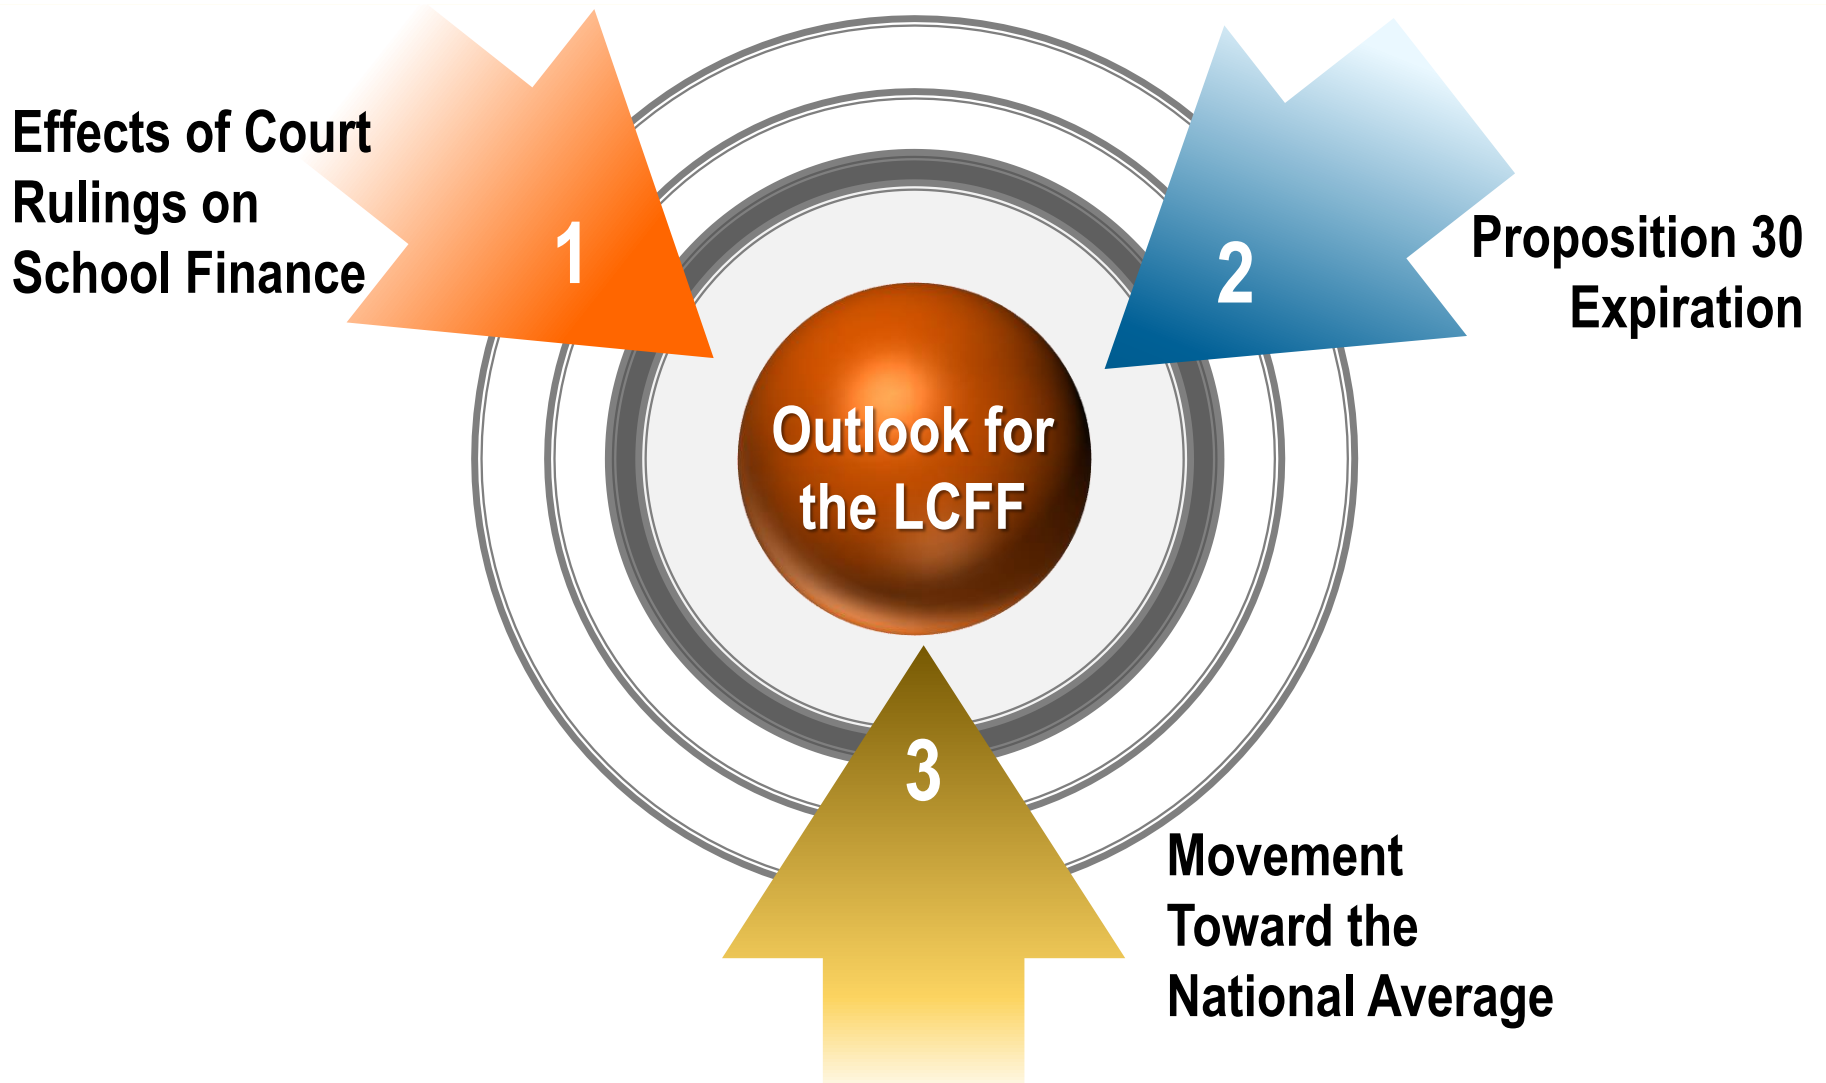 Effects of Court
Rulings on
School Finance
1
2
Proposition 30
Expiration
Outlook for
the LCFF
3
Movement
Toward the
National Average